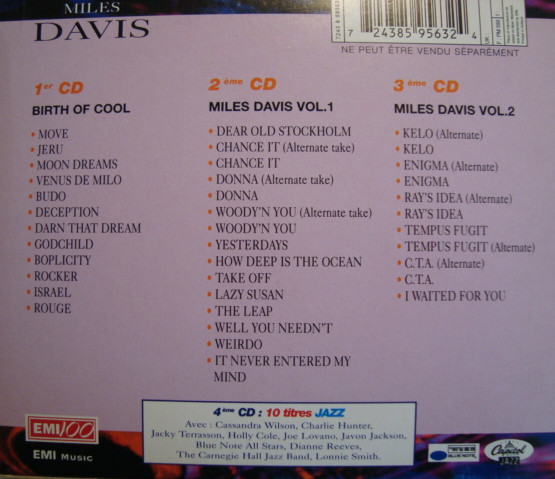 MILES
DAVIS
7 24385 95632 4
NE PEUT ÊTRE VENDU SÉPARÉMENT
1er CD
BIRTH OF COOL
• MOVE
• JERU
• MOON DREAMS
• VENUS DE MILO
• BUDO
• DECEPTION
• DARN THAT DREAM
• GODCHILD
• BOPLICITY
• ROCKER
• ISRAEL
• ROUGE
2ème CD
MILES DAVIS VOL.1
• DEAR OLD STOCKHOLM
• CHANCE IT (Alternate take)
• CHANCE IT
• DONNA (Alternate take)
• DONNA
• WOODY'N YOU (Alternate take)
• WOODY'N YOU
• YESTERDAYS
• HOW DEEP IS THE OCEAN
• TAKE OFF
• LAZY SUSAN
• THE LEAP
• WELL YOU NEEDN'T
• WEIRDO
• IT NEVER ENTERED MY
MIND
3ème CD
MILES DAVIS VOL.2
• KELO (Alternate)
• KELO
• ENIGMA (Alternate)
• ENIGMA
• RAY'S IDEA (Alternate)
• RAY'S IDEA
• TEMPUS FUGIT
• TEMPUS FUGIT (Alternate)
• C.T.A. (Alternate)
• C.T.A.
• I WAITED FOR YOU
4ème CD : 10 titres JAZZ
Avec : Cassandra Wilson, Charlie Hunter,
Jacky Terrasson, Holly Cole, Joe Lovano, Javon Jackson,
Blue Note All Stars, Dianne Reeves,
The Carnegie Hall Jazz Band, Lonnie Smith.
EMI 100
EMI MUSIC
BLUE NOTE
Capitol
JAZZ